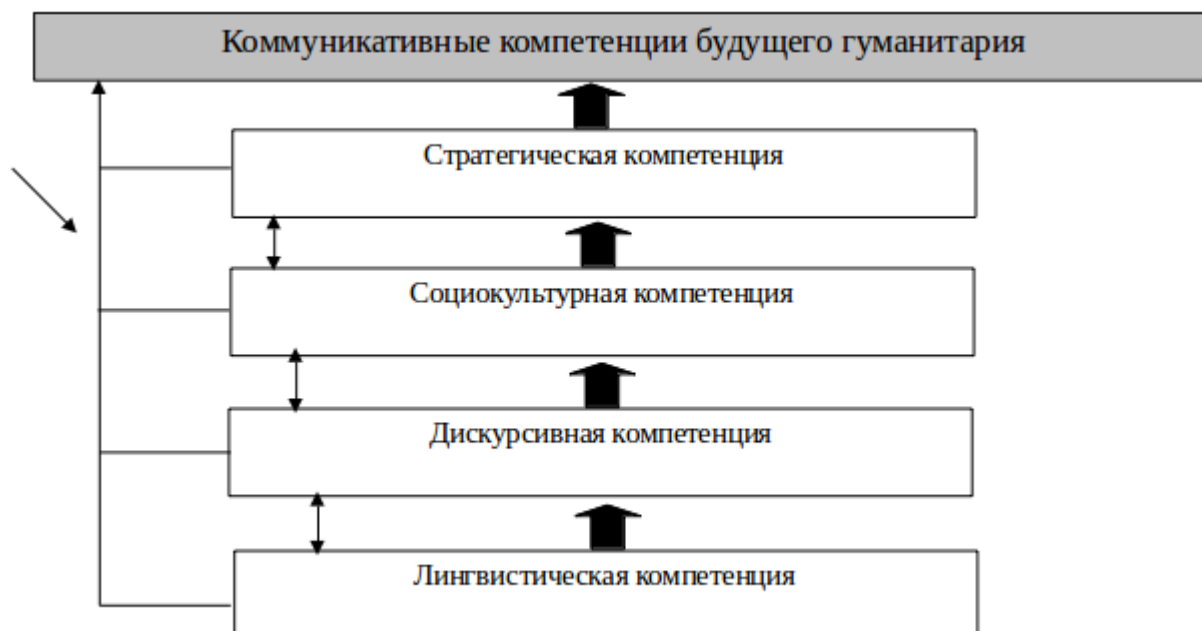 Коммуникативные компетенции будущего гуманитария
Стратегическая компетенция
Социокультурная компетенция
Дискурсивная компетенция
Лингвистическая компетенция